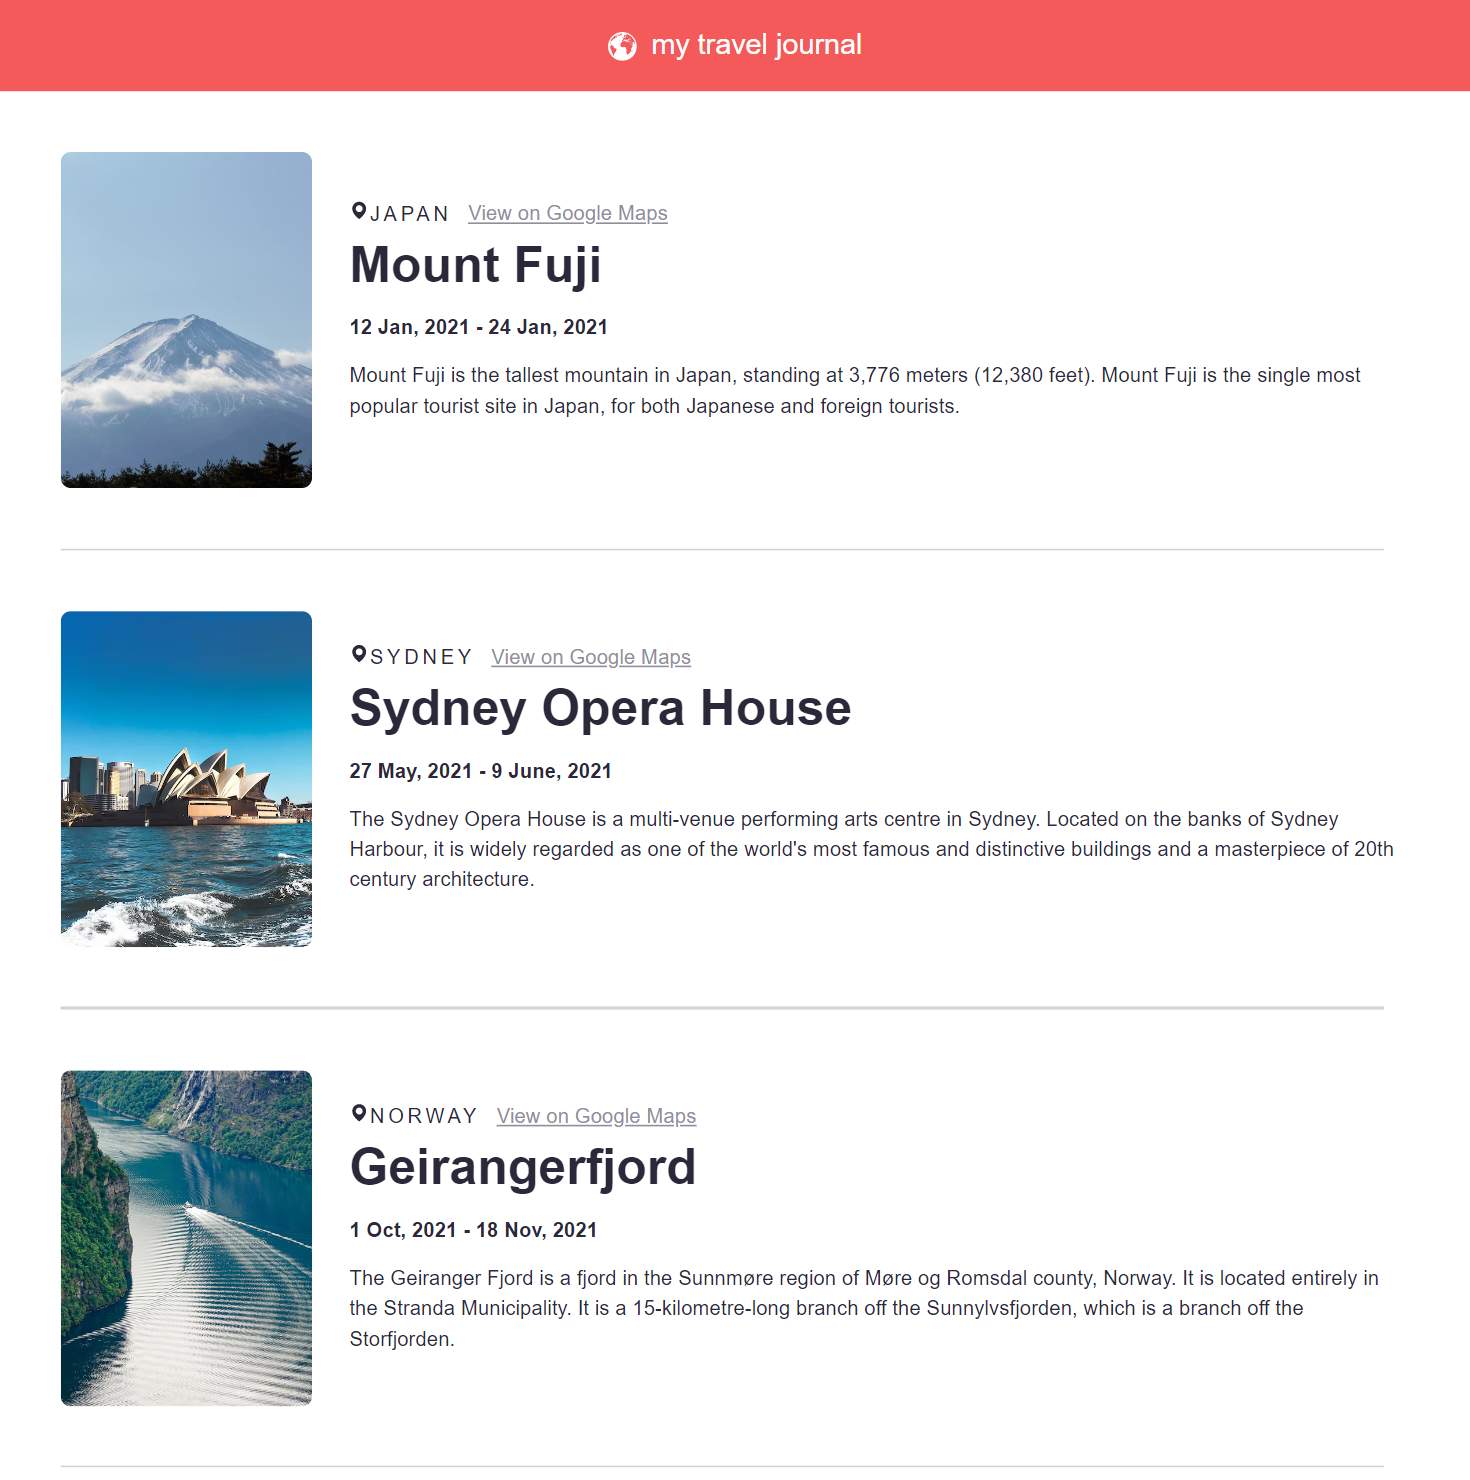 my travel journal
JAPAN View on Google Maps
Mount Fuji
12 Jan, 2021 - 24 Jan, 2021
Mount Fuji is the tallest mountain in Japan, standing at 3,776 meters (12,380 feet). Mount Fuji is the single most
popular tourist site in Japan, for both Japanese and foreign tourists.
SYDNEY View on Google Maps
Sydney Opera House
27 May, 2021 - 9 June, 2021
The Sydney Opera House is a multi-venue performing arts centre in Sydney. Located on the banks of Sydney
Harbour, it is widely regarded as one of the world's most famous and distinctive buildings and a masterpiece of 20th
century architecture.
NORWAY View on Google Maps
Geirangerfjord
1 Oct, 2021 - 18 Nov, 2021
The Geiranger Fjord is a fjord in the Sunnmøre region of Møre og Romsdal county, Norway. It is located entirely in
the Stranda Municipality. It is a 15-kilometre-long branch off the Sunnylvsfjorden, which is a branch off the
Storfjorden.